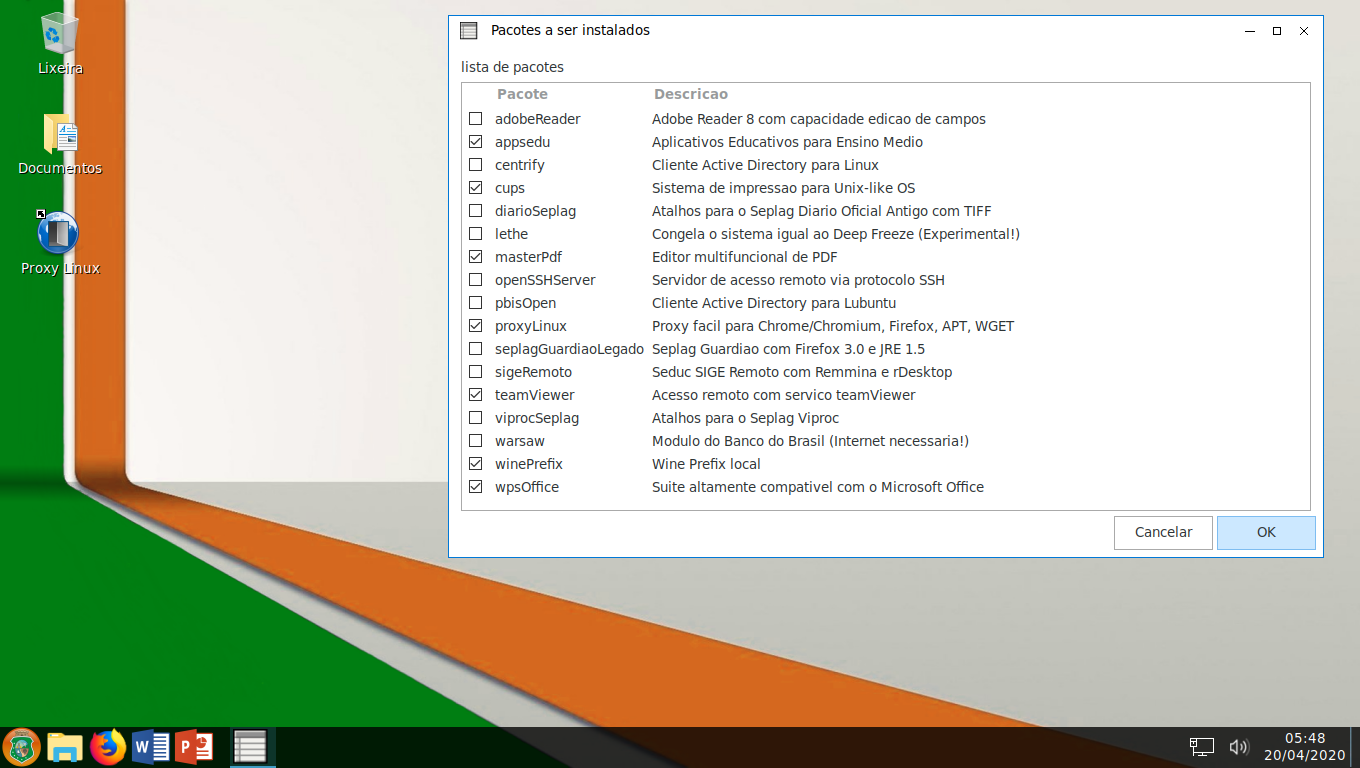 Lixeira
Documentos
Proxy Linux
Pacotes a ser instalados
lista de pacotes
Pacote Descricao
adobeReader Adobe Reader 8 com capacidade edicao de campos
appsedu Aplicativos Educativos para Ensino Medio
centrify Cliente Active Directory para Linux
cups Sistema de impressao para Unix-like OS
diarioSeplag Atalhos para o Seplag Diario Oficial Antigo com TIFF
lethe Congela o sistema igual ao Deep Freeze (Experimental!)
masterPdf Editor multifuncional de PDF
openSSHServer Servidor de acesso remoto via protocolo SSH
pbisOpen Cliente Active Directory para Lubuntu
proxyLinux Proxy facil para Chrome/Chromium, Firefox, APT, WGET
seplagGuardiaoLegado Seplag Guardiao com Firefox 3.0 e JRE 1.5
sigeRemoto Seduc SIGE Remoto com Remmina e rDesktop
teamViewer Acesso remoto com servico teamViewer
viprocSeplag Atalhos para o Seplag Viproc
warsaw Modulo do Banco do Brasil (Internet necessaria!)
winePrefix Wine Prefix local
wpsOffice Suite altamente compativel com o Microsoft Office
Cancelar OK
W P
05:48
20/04/2020